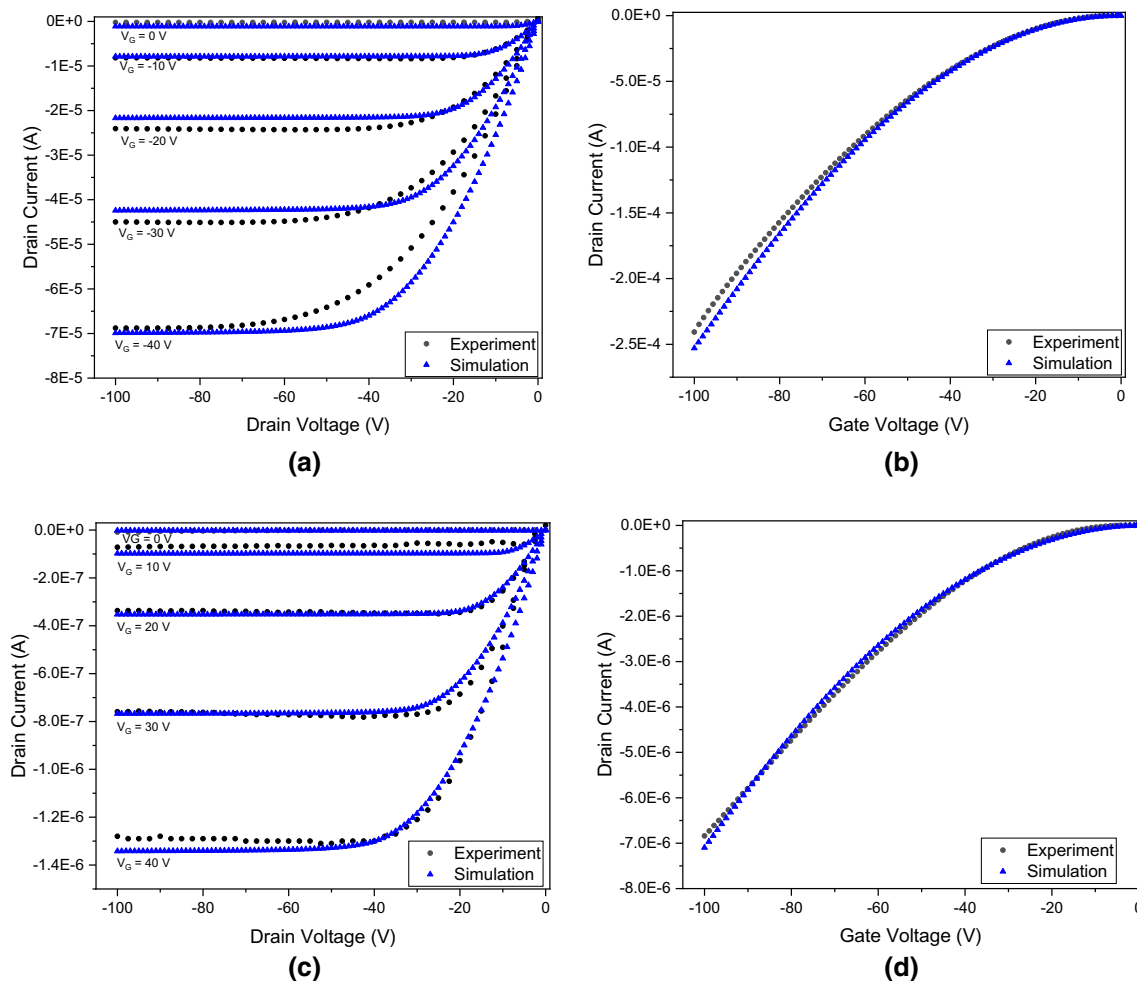 0E+0
-1E-5
-2E-5
-3E-5
-4E-5
-5E-5
-6E-5
-7E-5
-8E-5
Drain Current (A)
V_G = 0 V
V_G = -10 V
V_G = -20 V
V_G = -30 V
V_G = -40 V
Experiment
Simulation
-100 -80 -60 -40 -20 0
Drain Voltage (V)
(a)
0.0E+0
-5.0E-5
-1.0E-4
-1.5E-4
-2.0E-4
-2.5E-4
Drain Current (A)
Experiment
Simulation
-100 -80 -60 -40 -20 0
Gate Voltage (V)
(b)
0.0E+0
-2.0E-7
-4.0E-7
-6.0E-7
-8.0E-7
-1.0E-6
-1.2E-6
-1.4E-6
Drain Current (A)
VG = 0 V
V_G = 10 V
V_G = 20 V
V_G = 30 V
V_G = 40 V
Experiment
Simulation
-100 -80 -60 -40 -20 0
Drain Voltage (V)
(c)
0.0E+0
-1.0E-6
-2.0E-6
-3.0E-6
-4.0E-6
-5.0E-6
-6.0E-6
-7.0E-6
-8.0E-6
Drain Current (A)
Experiment
Simulation
-100 -80 -60 -40 -20 0
Gate Voltage (V)
(d)